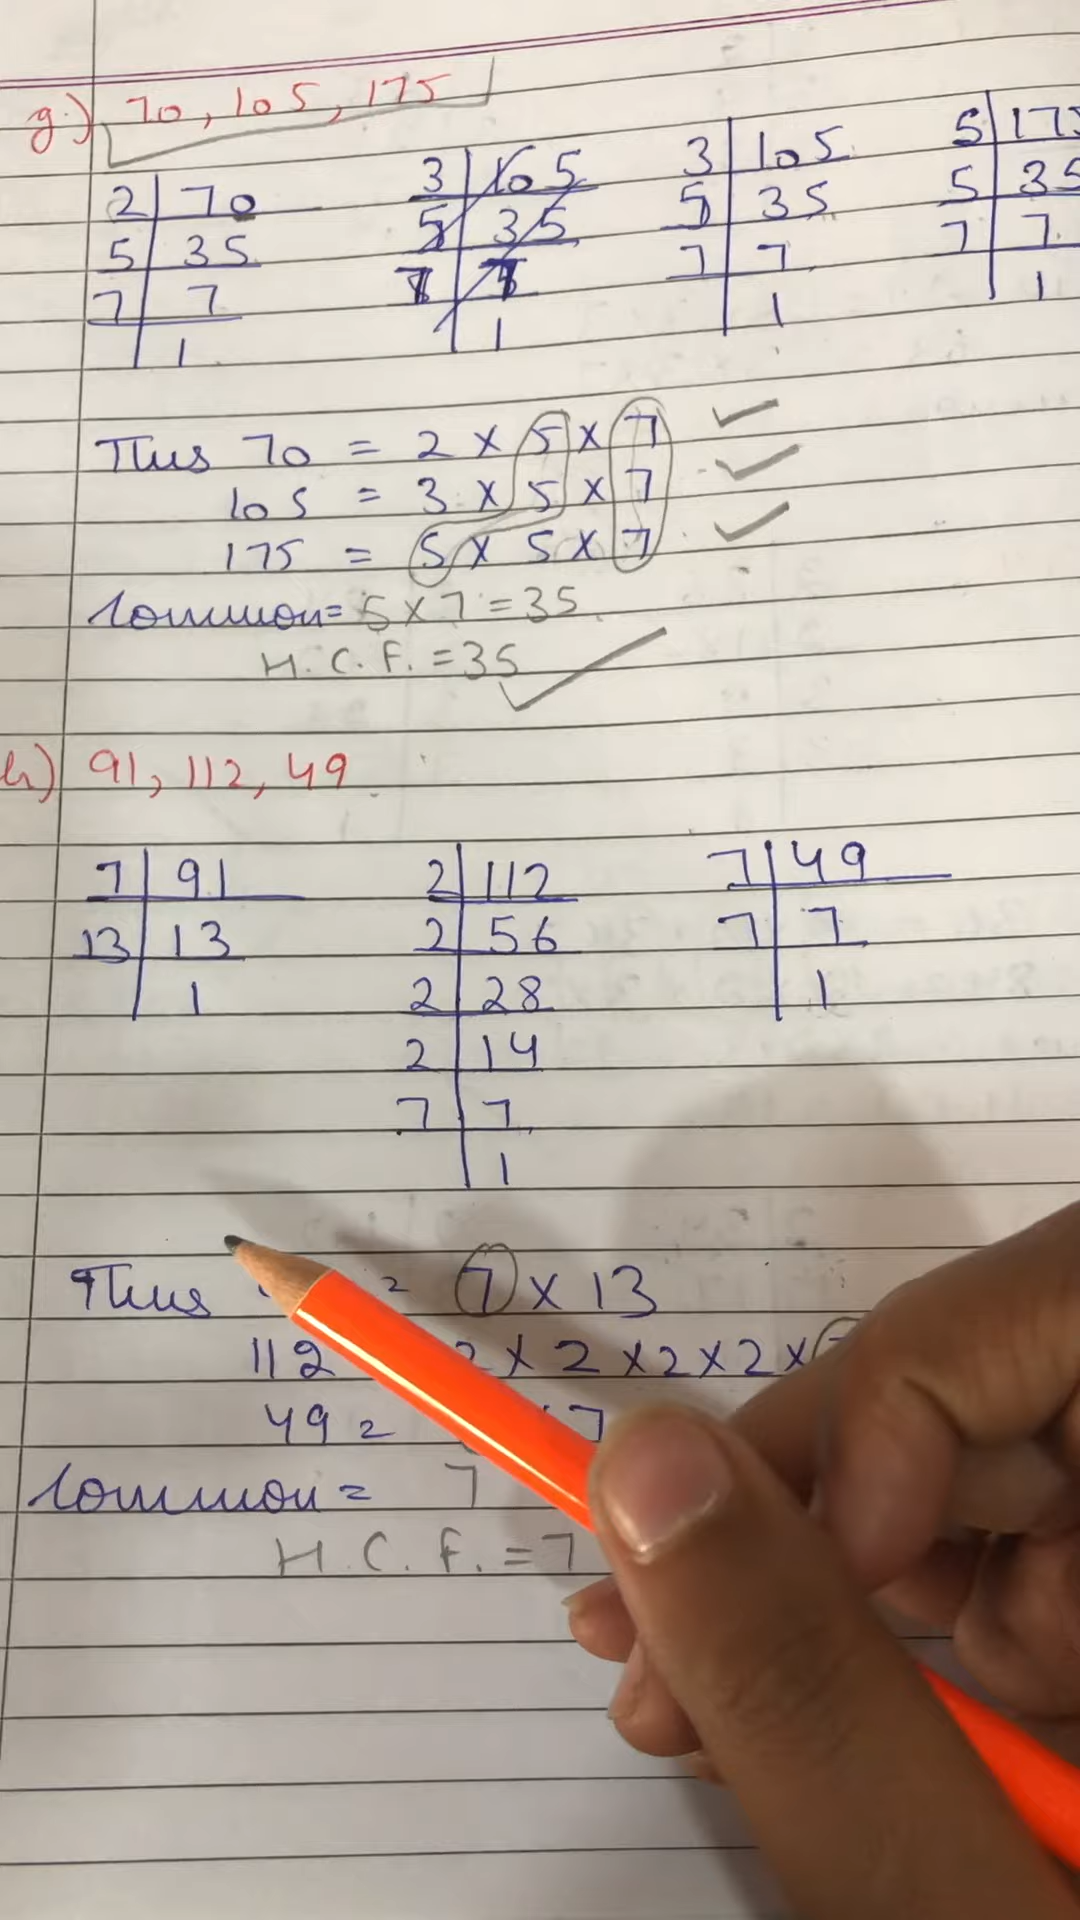 g.) 70, 105, 175
2 | 70
5 | 35
7 | 7
1
3 | 105
5 | 35
7
1
3 | 105
5 | 35
7 | 7
1
5 | 175
5 | 35
7 | 7
1
Thus 70 = 2 × 5 × 7
105 = 3 × 5 × 7
175 = 5 × 5 × 7
Common = 5 × 7 = 35
H.C.F. = 35
h) 91, 112, 49
7 | 91
13 | 13
1
2 | 112
2 | 56
2 | 28
2 | 14
7 | 7
1
7 | 49
7 | 7
1
Thus = 7 × 13
112 2 × 2 × 2 × 2 ×
49 = 7
Common = 7
H.C.F. = 7